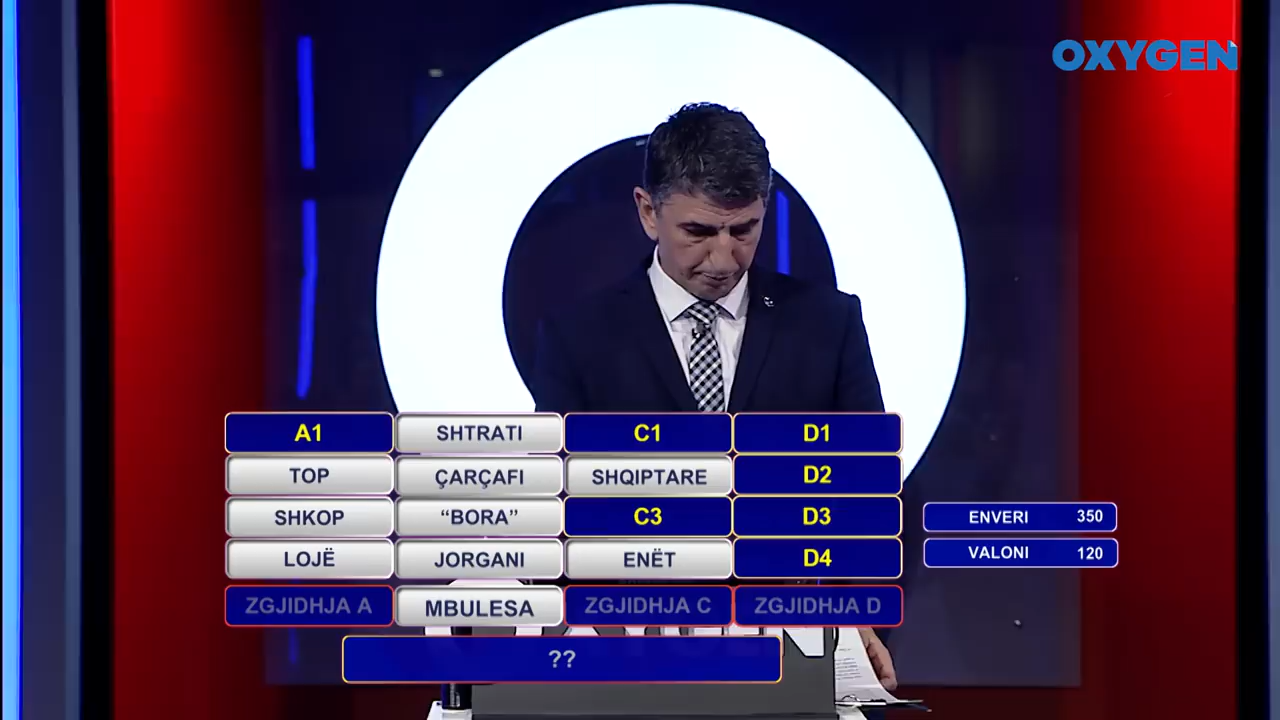 OXYGEN
A1 SHTRATI C1 D1
TOP ÇARÇAFI SHQIPTARE D2
SHKOP “BORA” C3 D3
LOJË JORGANI ENËT D4
ZGJIDHJA A MBULESA ZGJIDHJA C ZGJIDHJA D
??
ENVERI 350
VALONI 120